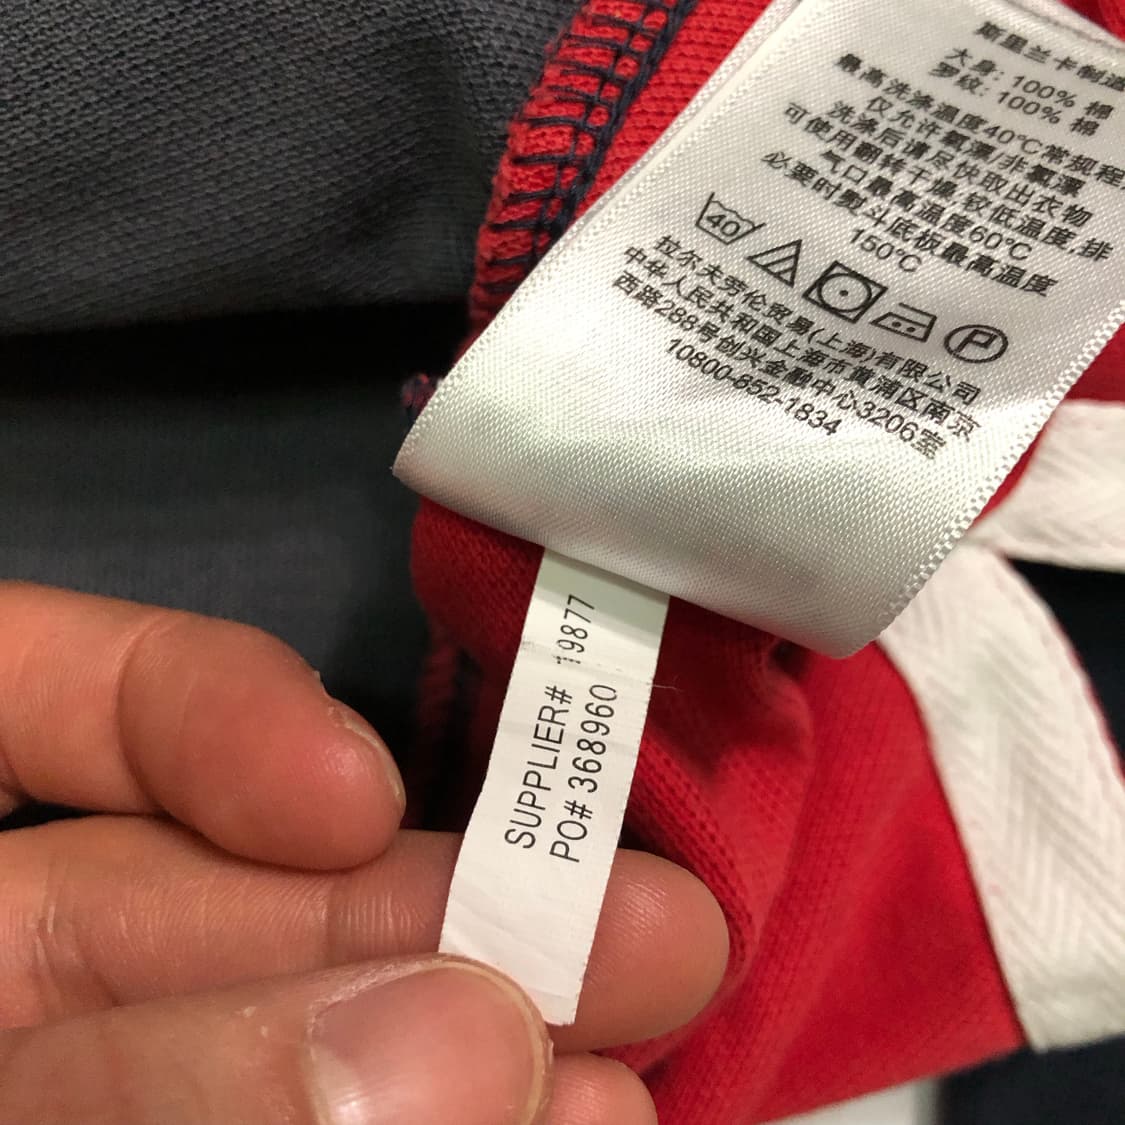 斯里兰卡制造
大身: 100% 棉
罗纹: 100% 棉
最高洗涤温度40℃常规程
仅允许氯漂/非氯漂
洗涤后请尽快取出衣物
可使用翻转干燥,较低温度,排
气口最高温度60℃
必要时熨斗底板最高温度
150℃
40
P
拉尔夫劳伦贸易(上海)有限公司
中华人民共和国上海市黄浦区南京
西路288号创兴金融中心3206室
10800-852-1834
SUPPLIER# 19877
PO# 368960